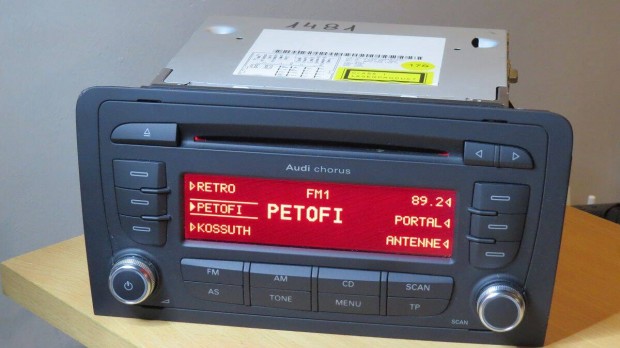 1481
Audi chorus
RETRO FM1 89.2
PETOFI PETOFI PORTAL
KOSSUTH ANTENNE
FM AM CD SCAN
AS TONE MENU TP
SCAN